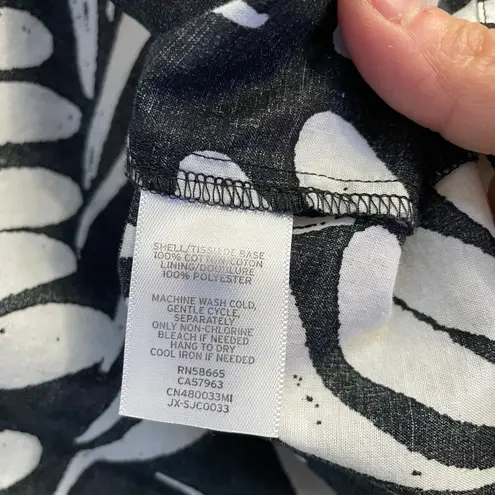 SHELL/TISSU DE BASE
100% COTTON/COTON
LINING/DOUBLURE
100% POLYESTER
MACHINE WASH COLD,
GENTLE CYCLE,
SEPARATELY
ONLY NON-CHLORINE
BLEACH IF NEEDED
HANG TO DRY
COOL IRON IF NEEDED
RN58665
CA57963
CN480033MI
JX-SJC0033